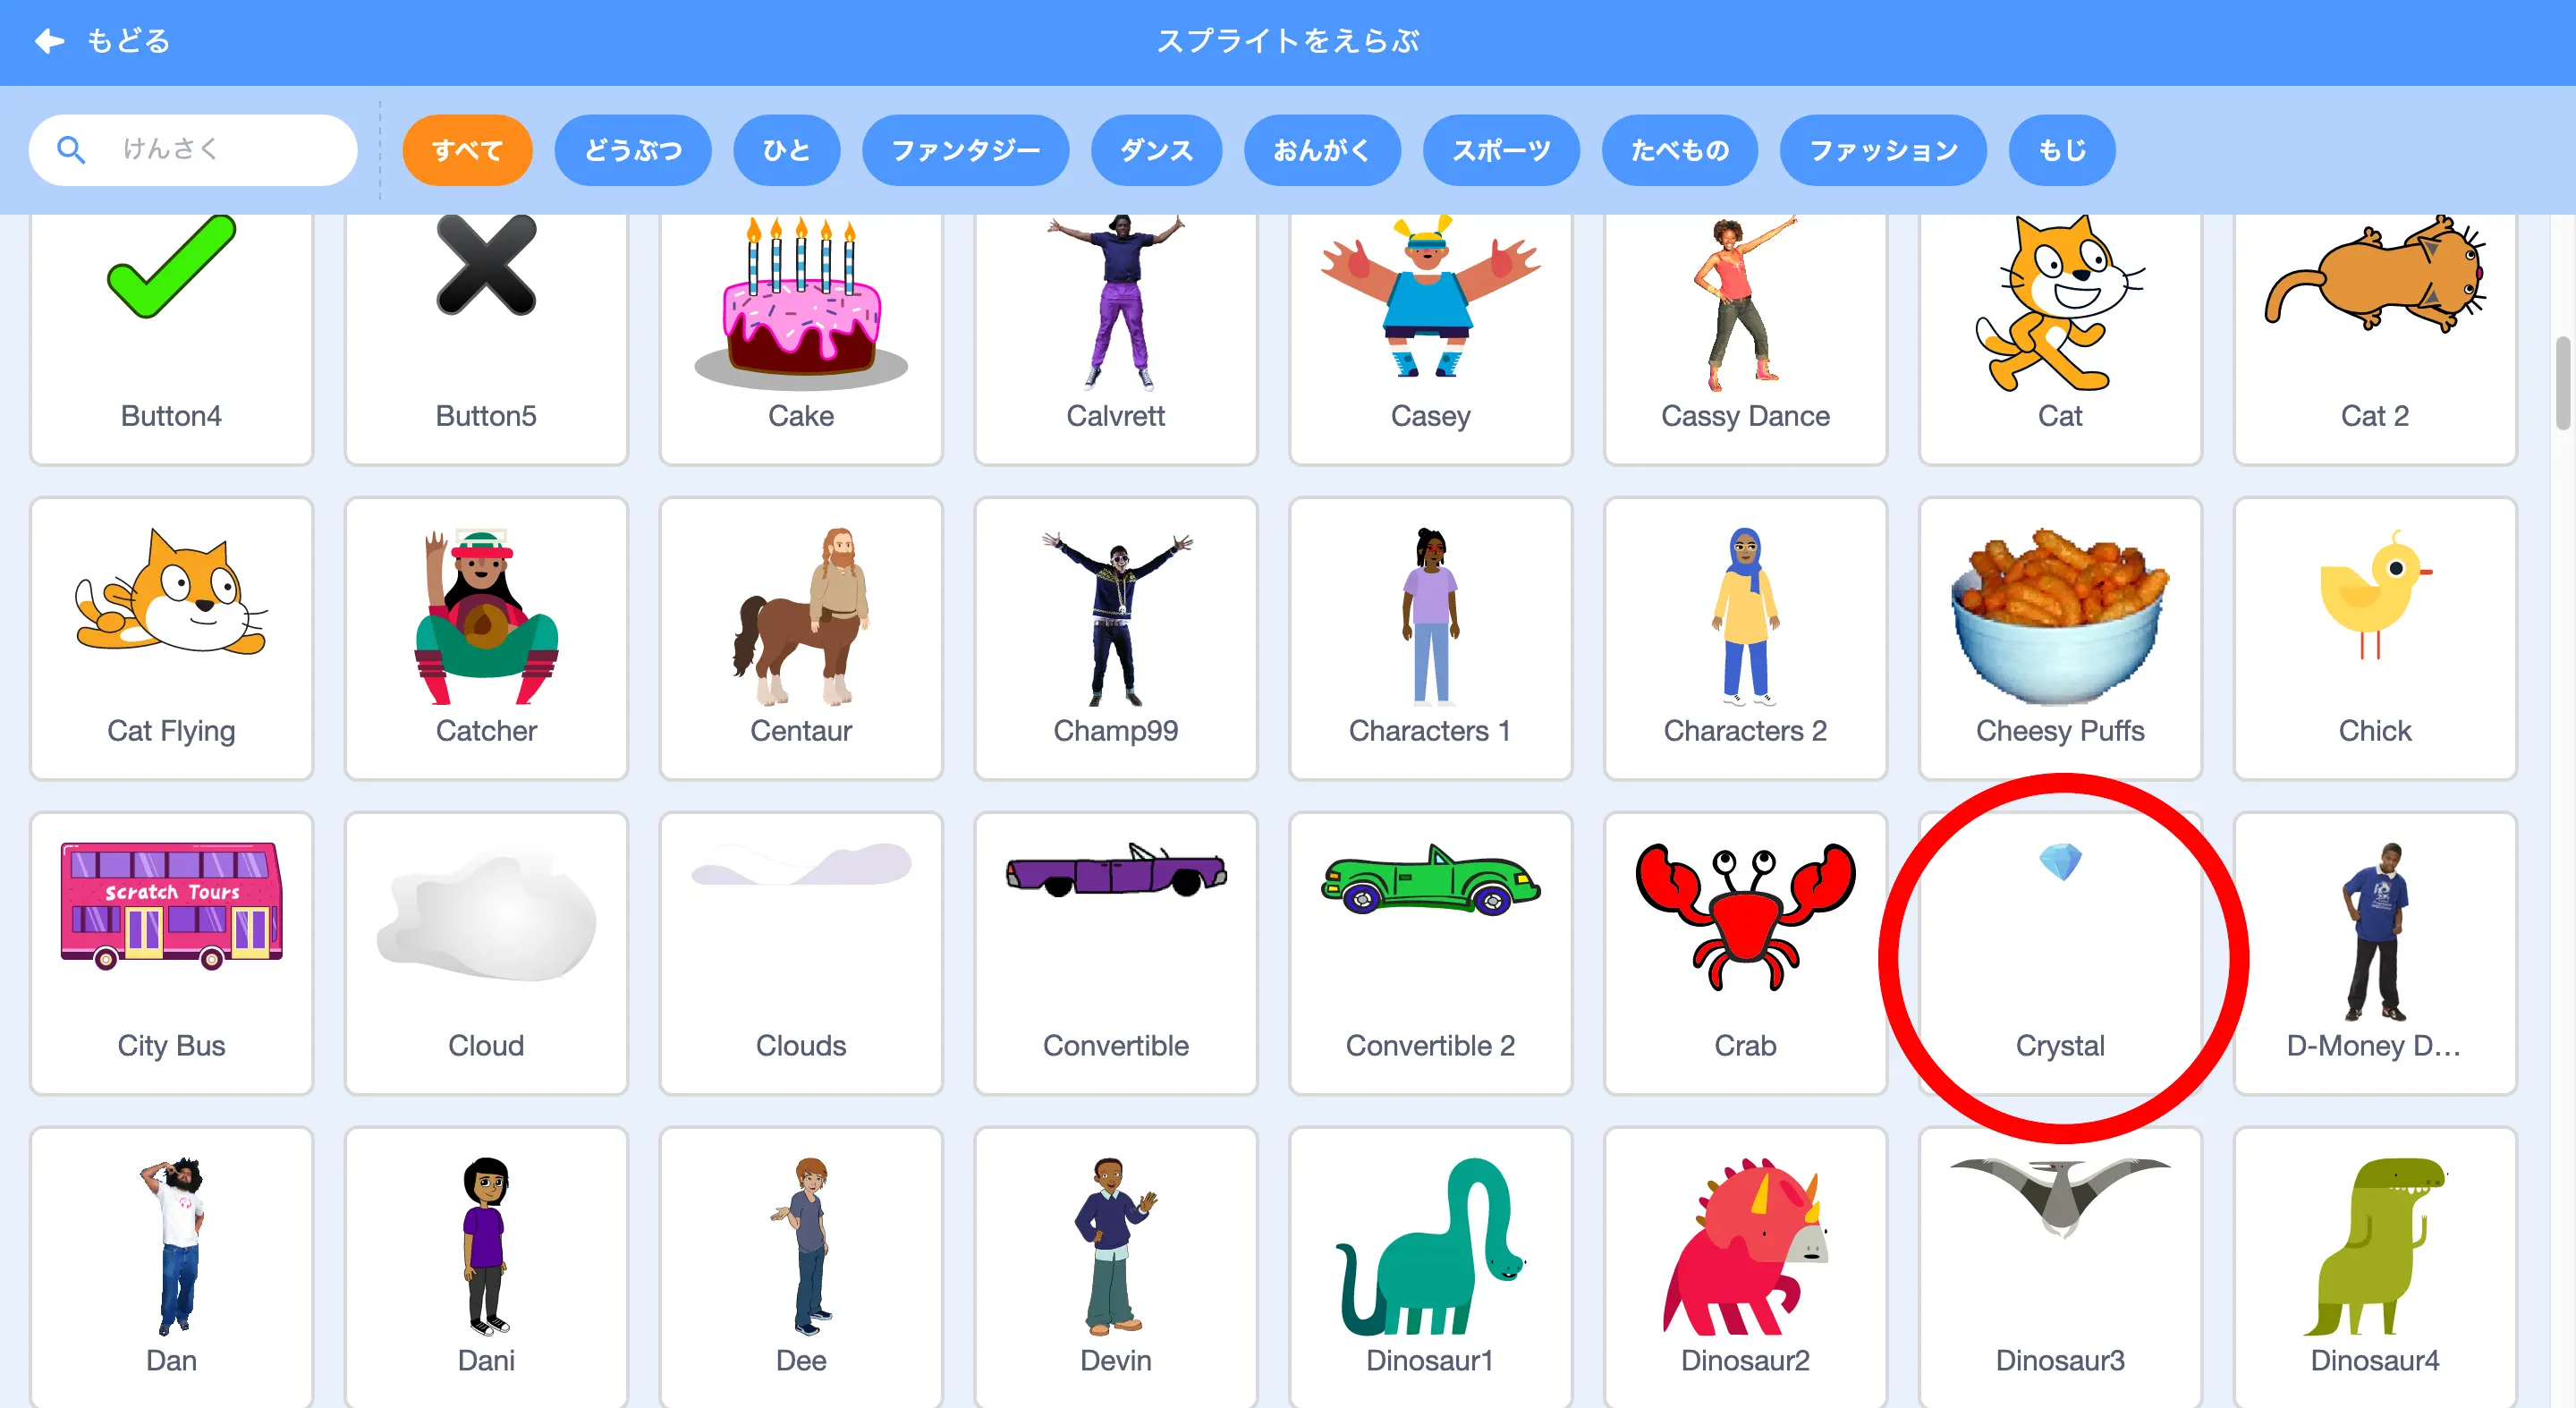 もどる
スプライトをえらぶ
けんさく
すべて
どうぶつ
ひと
ファンタジー
ダンス
おんがく
スポーツ
たべもの
ファッション
もじ
Button4
Button5
Cake
Calvrett
Casey
Cassy Dance
Cat
Cat 2
Cat Flying
Catcher
Centaur
Champ99
Characters 1
Characters 2
Cheesy Puffs
Chick
Scratch Tours
City Bus
Cloud
Clouds
Convertible
Convertible 2
Crab
Crystal
D-Money D...
Dan
Dani
Dee
Devin
Dinosaur1
Dinosaur2
Dinosaur3
Dinosaur4